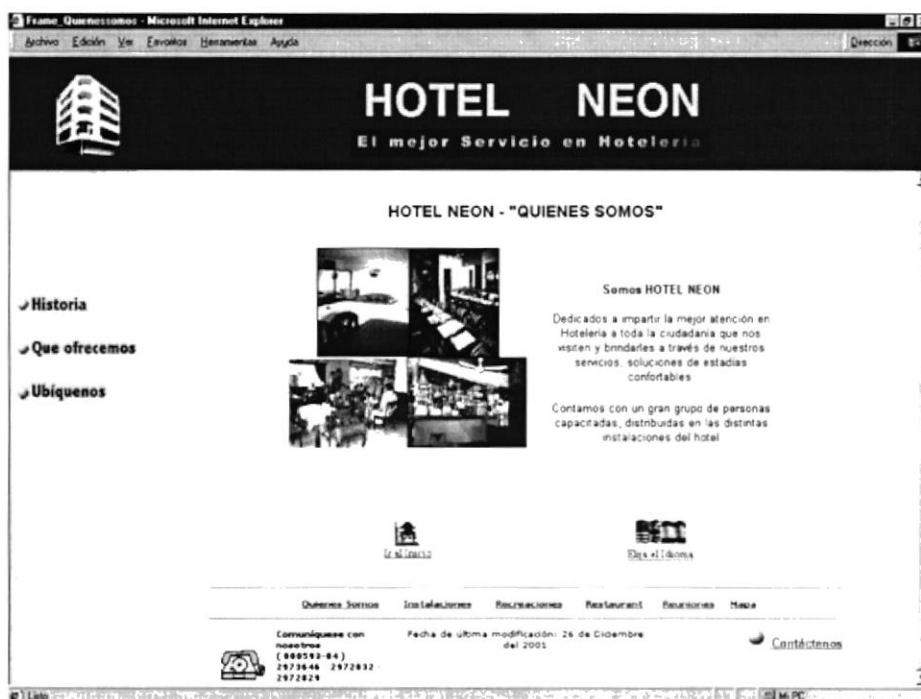 Frame_Quienessomos - Microsoft Internet Explorer
Archivo Edición Ver Favoritos Herramientas Ayuda Dirección
HOTEL NEON
El mejor Servicio en Hoteleria
HOTEL NEON - "QUIENES SOMOS"
Historia
Que ofrecemos
Ubíquenos
Somos HOTEL NEON
Dedicados a impartir la mejor atención en
Hoteleria a toda la ciudadania que nos
visiten y brindarles a través de nuestros
servicios, soluciones de estadias
confortables
Contamos con un gran grupo de personas
capacitadas, distribuidas en las distintas
instalaciones del hotel
Ir al Inicio
Elija el Idioma
Quienes Somos Instalaciones Recreaciones Restaurant Reuniones Mapa
Comuníquese con
nosotros
(000593-04)
2973646 2972032 -
2972029
Fecha de ultima modificación: 26 de Diciembre
del 2001
Contáctenos
Listo Mi PC